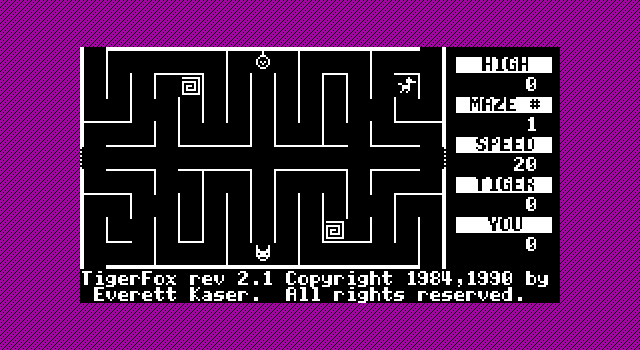 HIGH
0
MAZE #
1
SPEED
20
TIGER
0
YOU
0
TigerFox rev 2.1 Copyright 1984,1990 by
Everett Kaser.  All rights reserved.